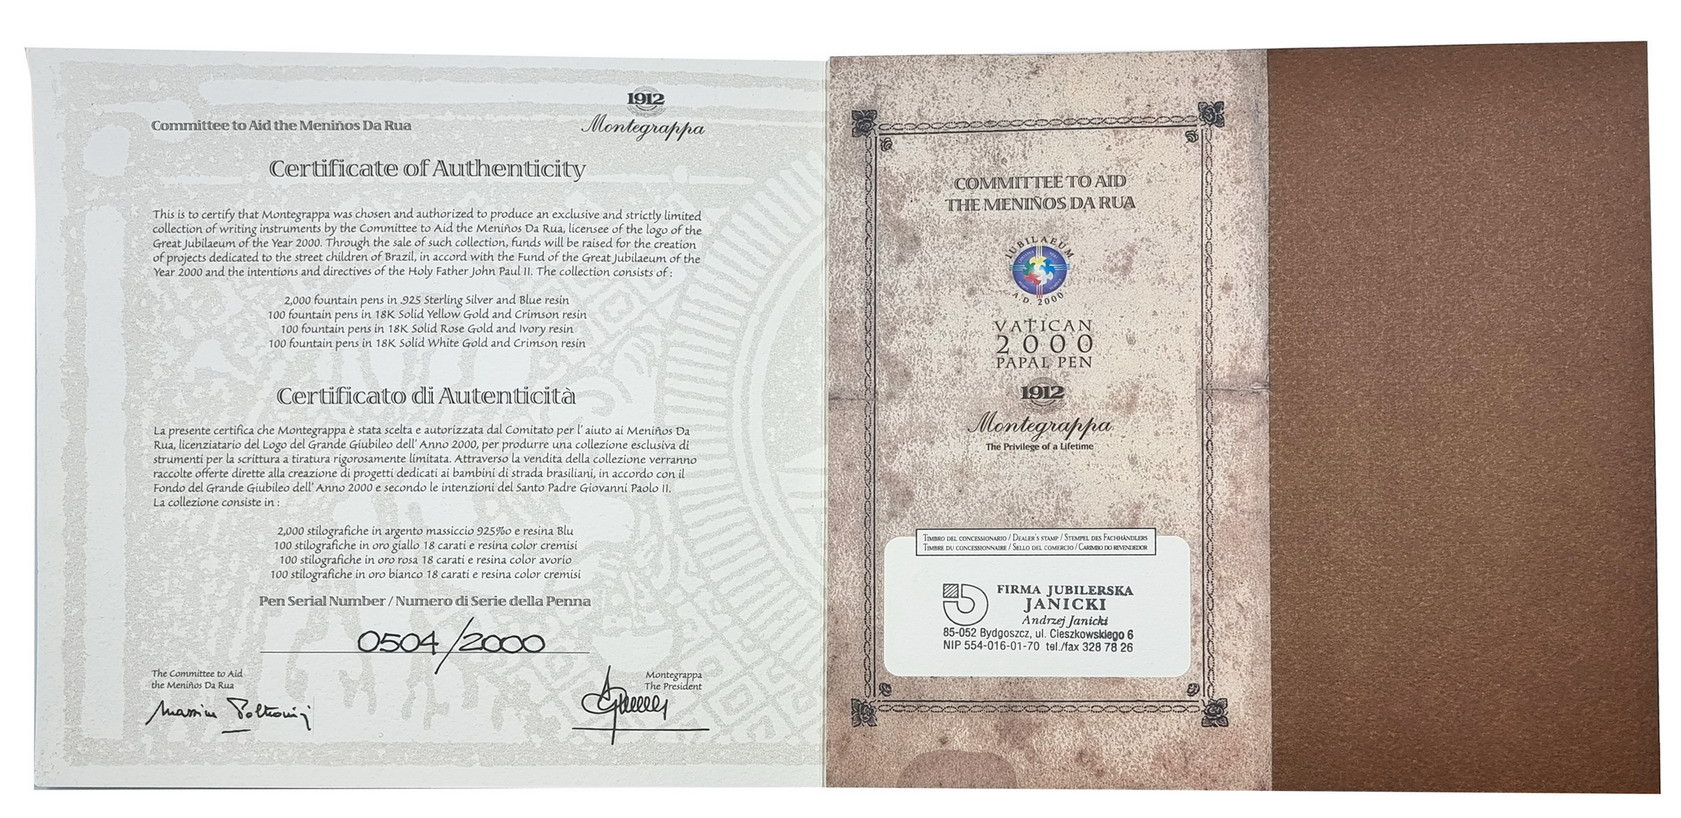 Committee to Aid the Meniños Da Rua
1912
Montegrappa
Certificate of Authenticity
This is to certify that Montegrappa was chosen and authorized to produce an exclusive and strictly limited
collection of writing instruments by the Committee to Aid the Meniños Da Rua, licensee of the logo of the
Great Jubilaeum of the Year 2000. Through the sale of such collection, funds will be raised for the creation
of projects dedicated to the street children of Brazil, in accord with the Fund of the Great Jubilaeum of the
Year 2000 and the intentions and directives of the Holy Father John Paul II. The collection consists of :
2,000 fountain pens in .925 Sterling Silver and Blue resin
100 fountain pens in 18K Solid Yellow Gold and Crimson resin
100 fountain pens in 18K Solid Rose Gold and Ivory resin
100 fountain pens in 18K Solid White Gold and Crimson resin
Certificato di Autenticità
La presente certifica che Montegrappa è stata scelta e autorizzata dal Comitato per l' aiuto ai Meniños Da
Rua, licenziatario del Logo del Grande Giubileo dell' Anno 2000, per produrre una collezione esclusiva di
strumenti per la scrittura a tiratura rigorosamente limitata. Attraverso la vendita della collezione verranno
raccolte offerte dirette alla creazione di progetti dedicati ai bambini di strada brasiliani, in accordo con il
Fondo del Grande Giubileo dell' Anno 2000 e secondo le intenzioni del Santo Padre Giovanni Paolo II.
La collezione consiste in :
2,000 stilografiche in argento massiccio 925‰ e resina Blu
100 stilografiche in oro giallo 18 carati e resina color cremisi
100 stilografiche in oro rosa 18 carati e resina color avorio
100 stilografiche in oro bianco 18 carati e resina color cremisi
Pen Serial Number / Numero di Serie della Penna
0504/2000
The Committee to Aid
the Meniños Da Rua
Montegrappa
The President
COMMITTEE TO AID
THE MENIÑOS DA RUA
JUBILAEUM
A.D. 2000
VATICAN
2000
PAPAL PEN
1912
Montegrappa
The Privilege of a Lifetime
TIMBRO DEL CONCESSIONARIO / DEALER'S STAMP / STEMPEL DES FACHHÄNDLERS
TIMBRE DU CONCESSIONNAIRE / SELLO DEL COMERCIO / CARIMBO DO REVENDEDOR
FIRMA JUBILERSKA
JANICKI
Andrzej Janicki
85-052 Bydgoszcz, ul. Cieszkowskiego 6
NIP 554-016-01-70 tel./fax 328 78 26